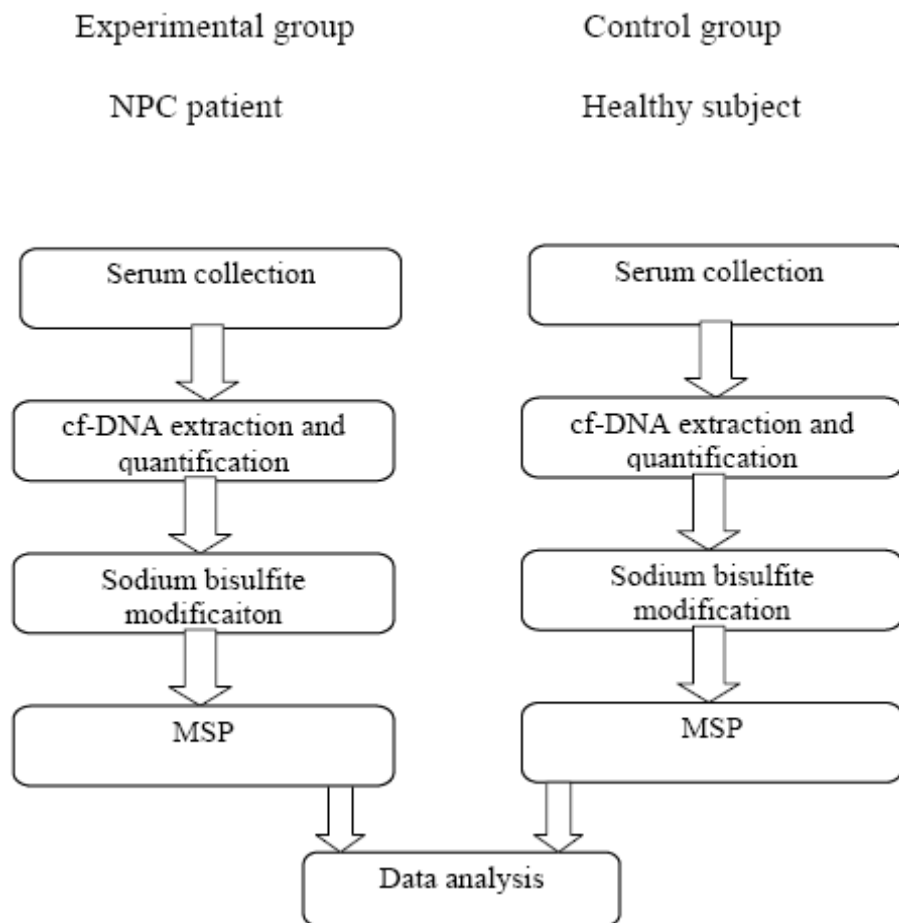 Experimental group
Control group
NPC patient
Healthy subject
Serum collection
Serum collection
cf-DNA extraction and
quantification
cf-DNA extraction and
quantification
Sodium bisulfite
modificaiton
Sodium bisulfite
modification
MSP
MSP
Data analysis